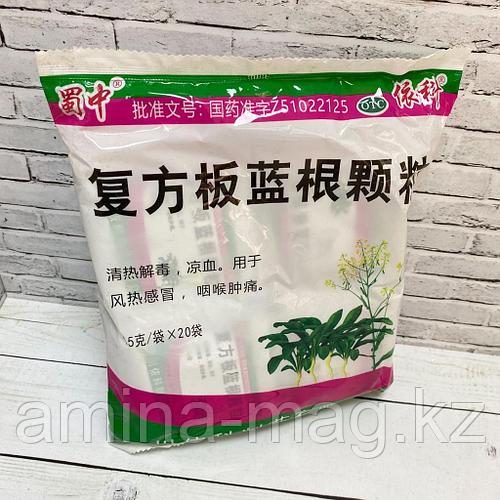 蜀中® 批准文号：国药准字Z51022125 OTC 依科®
复方板蓝根颗粒
清热解毒，凉血。用于
风热感冒，咽喉肿痛。
5克/袋×20袋
amina-mag.kz